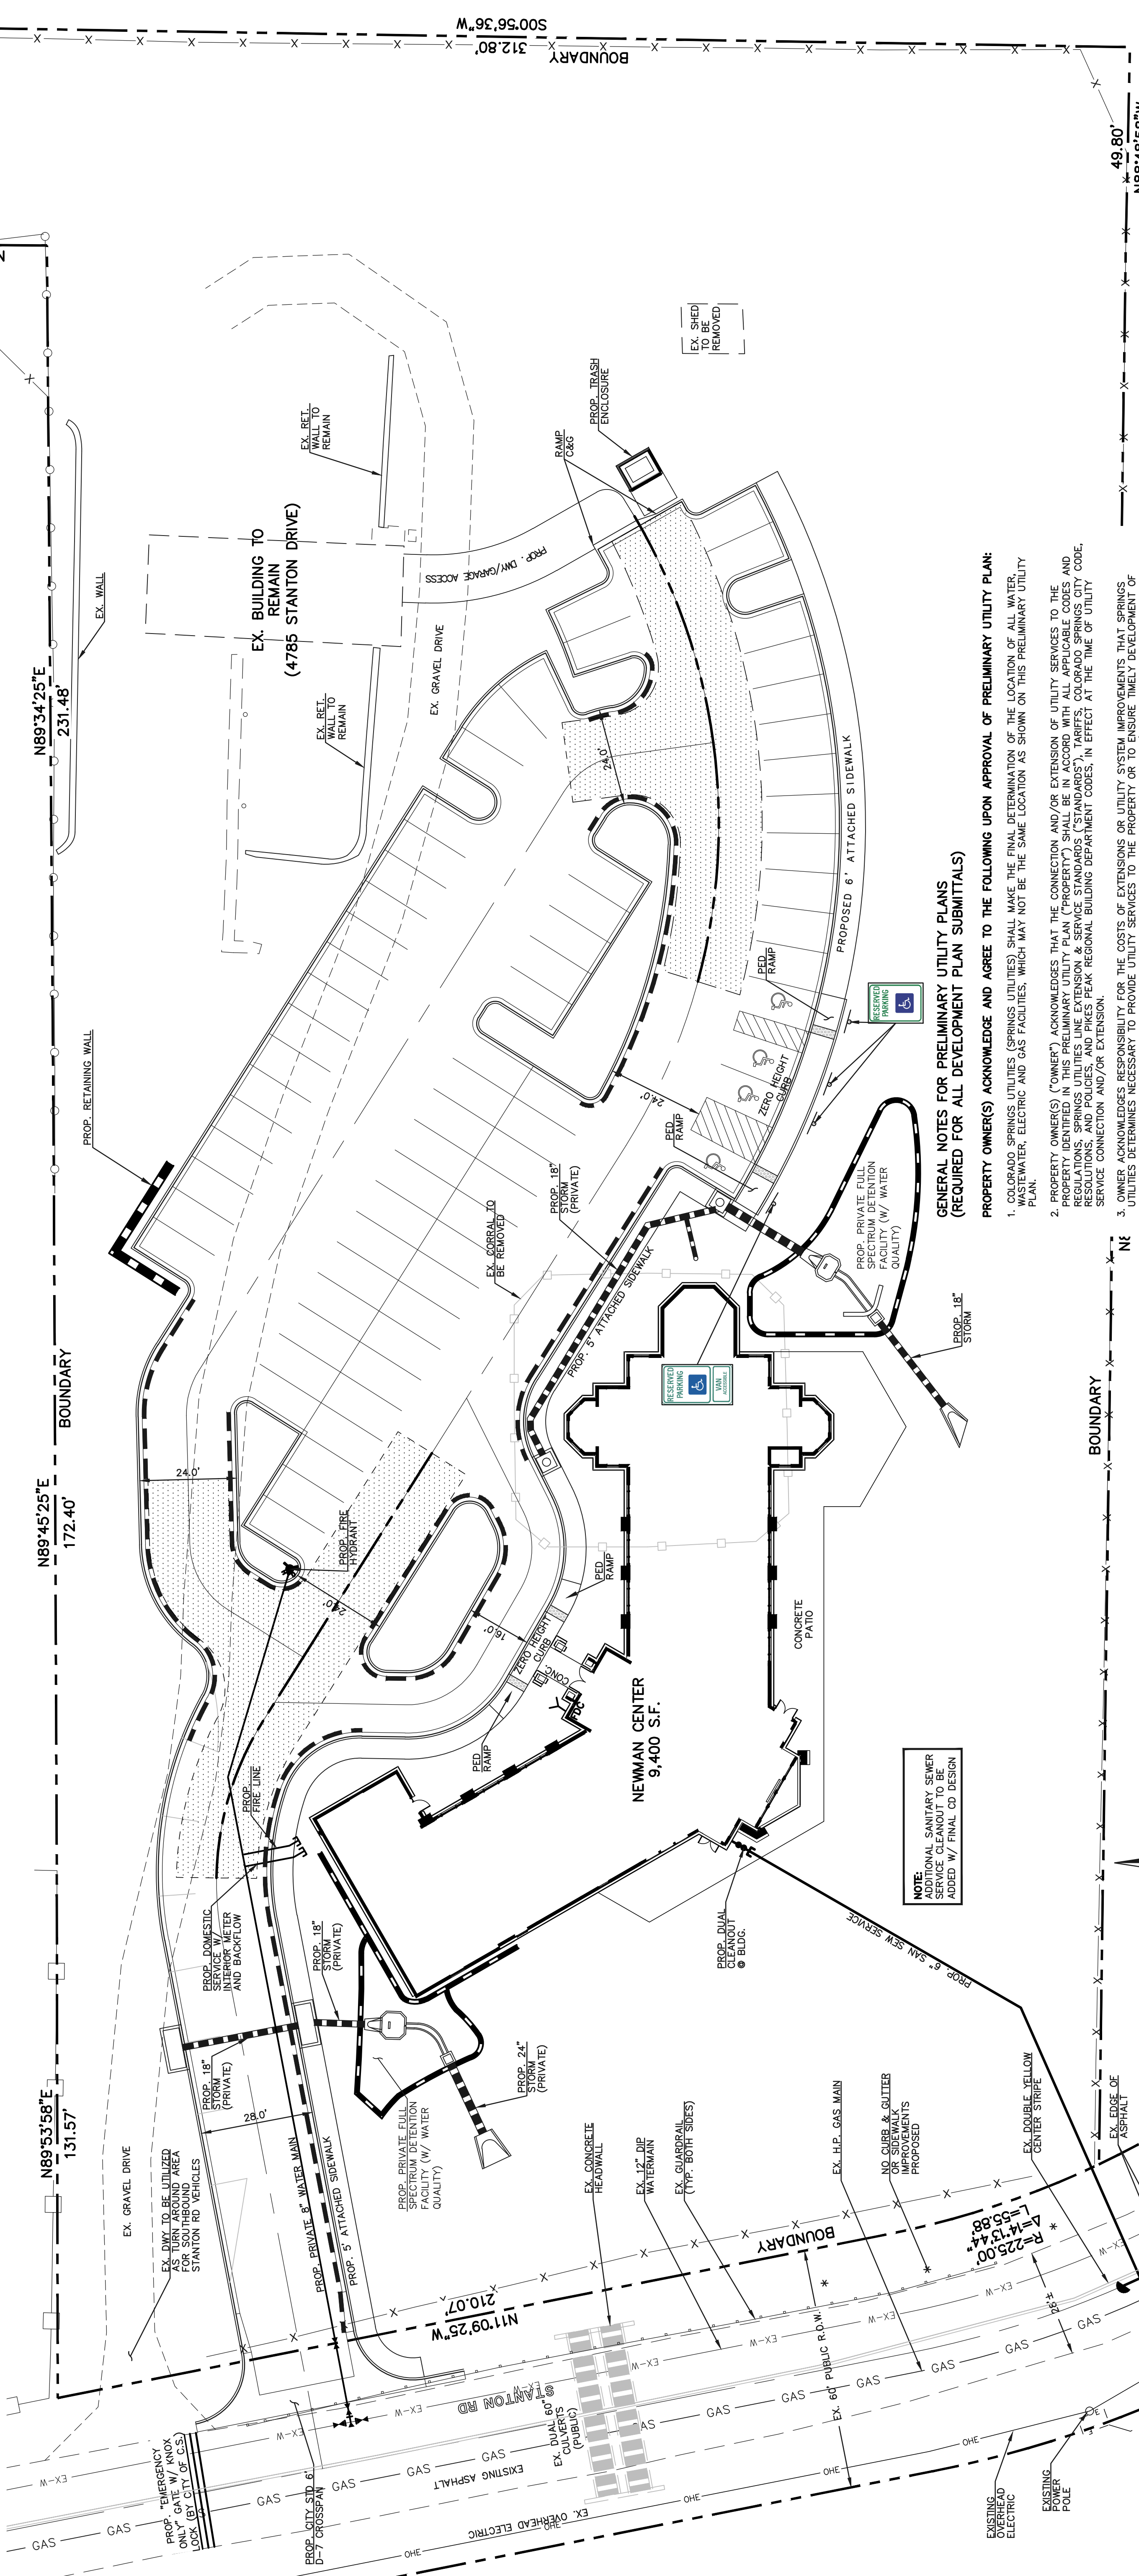 S00°56'36"W
312.80'
BOUNDARY
49.80'
N89°34'25"E
231.48'
EX. WALL
EX. RET.
WALL TO
REMAIN
EX. BUILDING TO
REMAIN
(4785 STANTON DRIVE)
EX. RET.
WALL TO
REMAIN
EX. GRAVEL DRIVE
PROP. DWY/GARAGE ACCESS
RAMP
C&G
PROP. TRASH
ENCLOSURE
EX. SHED
TO BE
REMOVED
24.0'
PROPOSED 6' ATTACHED SIDEWALK
PED
RAMP
RESERVED
PARKING
ZERO HEIGHT
CURB
24.0'
PED
RAMP
PROP. RETAINING WALL
PROP. 18"
STORM
(PRIVATE)
EX. CORRAL TO
BE REMOVED
PROP. 5' ATTACHED SIDEWALK
PROP. PRIVATE FULL
SPECTRUM DETENTION
FACILITY (W/ WATER
QUALITY)
PROP. 18"
STORM
RESERVED
PARKING
VAN
ACCESSIBLE
GENERAL NOTES FOR PRELIMINARY UTILITY PLANS
(REQUIRED FOR ALL DEVELOPMENT PLAN SUBMITTALS)
PROPERTY OWNER(S) ACKNOWLEDGE AND AGREE TO THE FOLLOWING UPON APPROVAL OF PRELIMINARY UTILITY PLAN:
1. COLORADO SPRINGS UTILITIES (SPRINGS UTILITIES) SHALL MAKE THE FINAL DETERMINATION OF THE LOCATION OF ALL WATER,
WASTEWATER, ELECTRIC AND GAS FACILITIES, WHICH MAY NOT BE THE SAME LOCATION AS SHOWN ON THIS PRELIMINARY UTILITY
PLAN.
2. PROPERTY OWNER(S) ("OWNER") ACKNOWLEDGES THAT THE CONNECTION AND/OR EXTENSION OF UTILITY SERVICES TO THE
PROPERTY IDENTIFIED IN THIS PRELIMINARY UTILITY PLAN ("PROPERTY") SHALL BE IN ACCORD WITH ALL APPLICABLE CODES AND
REGULATIONS, SPRINGS UTILITIES LINE EXTENSION & SERVICE STANDARDS ("STANDARDS"), TARIFFS, COLORADO SPRINGS CITY CODE,
RESOLUTIONS, AND POLICIES, AND PIKES PEAK REGIONAL BUILDING DEPARTMENT CODES, IN EFFECT AT THE TIME OF UTILITY
SERVICE CONNECTION AND/OR EXTENSION.
3. OWNER ACKNOWLEDGES RESPONSIBILITY FOR THE COSTS OF EXTENSIONS OR UTILITY SYSTEM IMPROVEMENTS THAT SPRINGS
UTILITIES DETERMINES NECESSARY TO PROVIDE UTILITY SERVICES TO THE PROPERTY OR TO ENSURE TIMELY DEVELOPMENT OF
BOUNDARY
N89°45'25"E
172.40'
BOUNDARY
24.0'
PROP. FIRE
HYDRANT
24.0'
16.0'
ZERO HEIGHT
CURB
CONC.
PED
RAMP
FDC
PED
RAMP
CONCRETE
PATIO
NEWMAN CENTER
9,400 S.F.
NOTE:
ADDITIONAL SANITARY SEWER
SERVICE CLEANOUT TO BE
ADDED W/ FINAL CD DESIGN
PROP.
FIRE LINE
PROP. DOMESTIC
SERVICE W/
INTERIOR METER
AND BACKFLOW
PROP. 18"
STORM
(PRIVATE)
PROP. DUAL
CLEANOUT
@ BLDG.
PROP. 6" SAN SEW SERVICE
N89°53'58"E
131.57'
EX. GRAVEL DRIVE
PROP. 18"
STORM
(PRIVATE)
28.0'
EX. DWY TO BE UTILIZED
AS TURN AROUND AREA
FOR SOUTHBOUND
STANTON RD VEHICLES
PROP. PRIVATE 8" WATER MAIN
PROP. 5' ATTACHED SIDEWALK
PROP. PRIVATE FULL
SPECTRUM DETENTION
FACILITY (W/ WATER
QUALITY)
PROP. 24"
STORM
(PRIVATE)
EX. CONCRETE
HEADWALL
EX. 12" DIP
WATERMAIN
EX. GUARDRAIL
(TYP. BOTH SIDES)
EX. H.P. GAS MAIN
NO CURB & GUTTER
OR SIDEWALK
IMPROVEMENTS
PROPOSED
EX. DOUBLE YELLOW
CENTER STRIPE
EX. EDGE OF
ASPHALT
N11°09'25"W
210.07'
BOUNDARY
R=225.00'
Δ=14°13'44"
L=55.88'
26'±
EX. 60' PUBLIC R.O.W.
STANTON RD
EX. DUAL 60"
CULVERTS
(PUBLIC)
EXISTING ASPHALT
PROP. "EMERGENCY
ONLY" GATE W/ KNOX
LOCK (BY CITY OF C.S.)
PROP. CITY STD 6'
D-7 CROSSPAN
EX. OVERHEAD ELECTRIC
EXISTING
OVERHEAD
ELECTRIC
EXISTING
POWER
POLE
EX-W
GAS
OHE